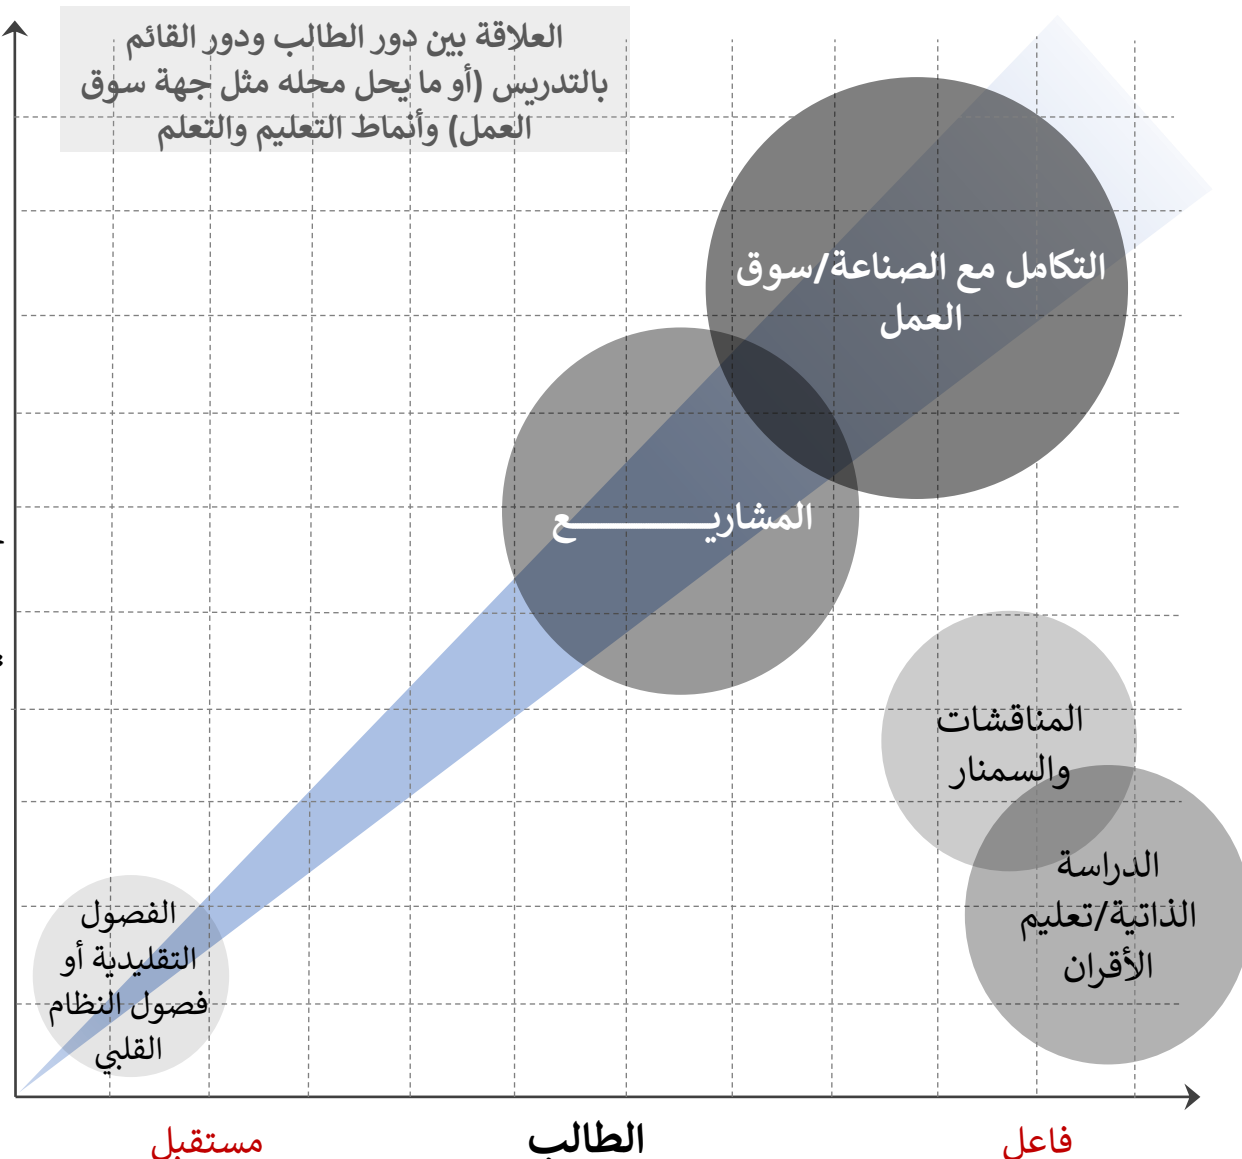 العلاقة بين دور الطالب ودور القائم
بالتدريس (أو ما يحل محله مثل جهة سوق
العمل) وأنماط التعليم والتعلم
التكامل مع الصناعة/سوق
العمل
المشاريـــــــــــــع
المناقشات
والسمنار
الدراسة
الذاتية/تعليم
الأقران
الفصول
التقليدية أو
فصول النظام
القلبي
مستقبل
الطالب
فاعل